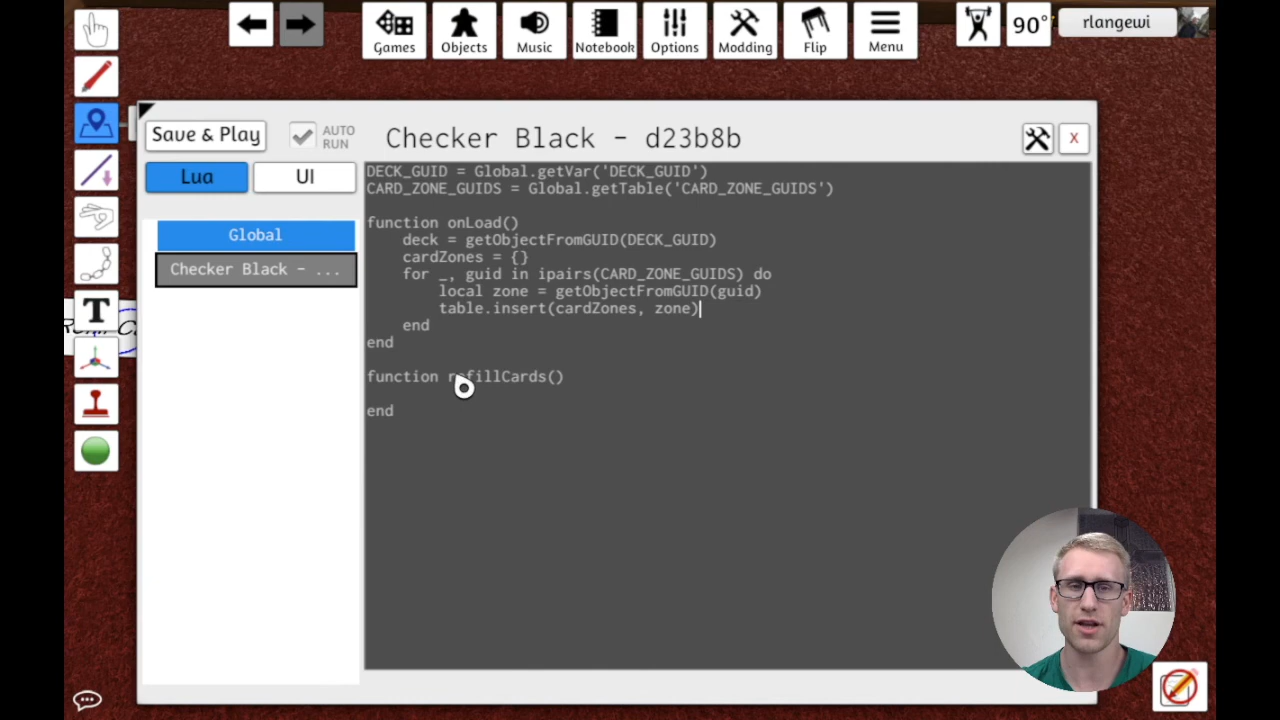 Games
Objects
Music
Notebook
Options
Modding
Flip
Menu
90°
rlangewi
Save & Play
AUTO
RUN
Checker Black - d23b8b
X
Lua
UI
Global
Checker Black - ...
T
DECK_GUID = Global.getVar('DECK_GUID')
CARD_ZONE_GUIDS = Global.getTable('CARD_ZONE_GUIDS')
function onLoad()
    deck = getObjectFromGUID(DECK_GUID)
    cardZones = {}
    for _, guid in ipairs(CARD_ZONE_GUIDS) do
        local zone = getObjectFromGUID(guid)
        table.insert(cardZones, zone)
    end
end
function refillCards()
end